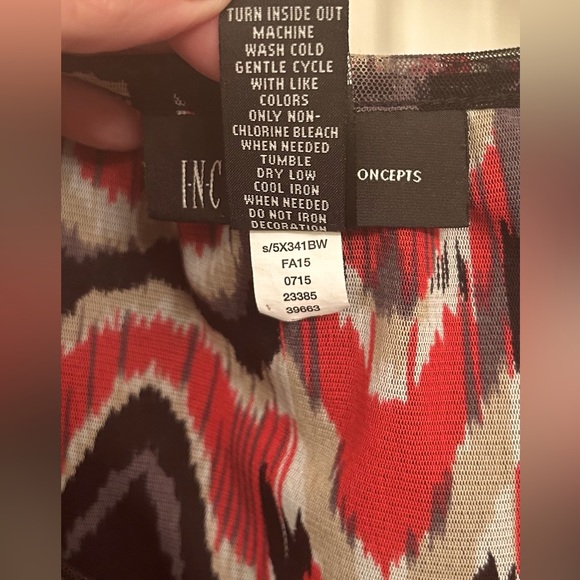 TURN INSIDE OUT
MACHINE
WASH COLD
GENTLE CYCLE
WITH LIKE
COLORS
ONLY NON-
CHLORINE BLEACH
WHEN NEEDED
TUMBLE
DRY LOW
COOL IRON
WHEN NEEDED
DO NOT IRON
DECORATION
I·N·C
ONCEPTS
s/5X341BW
FA15
0715
23385
39663